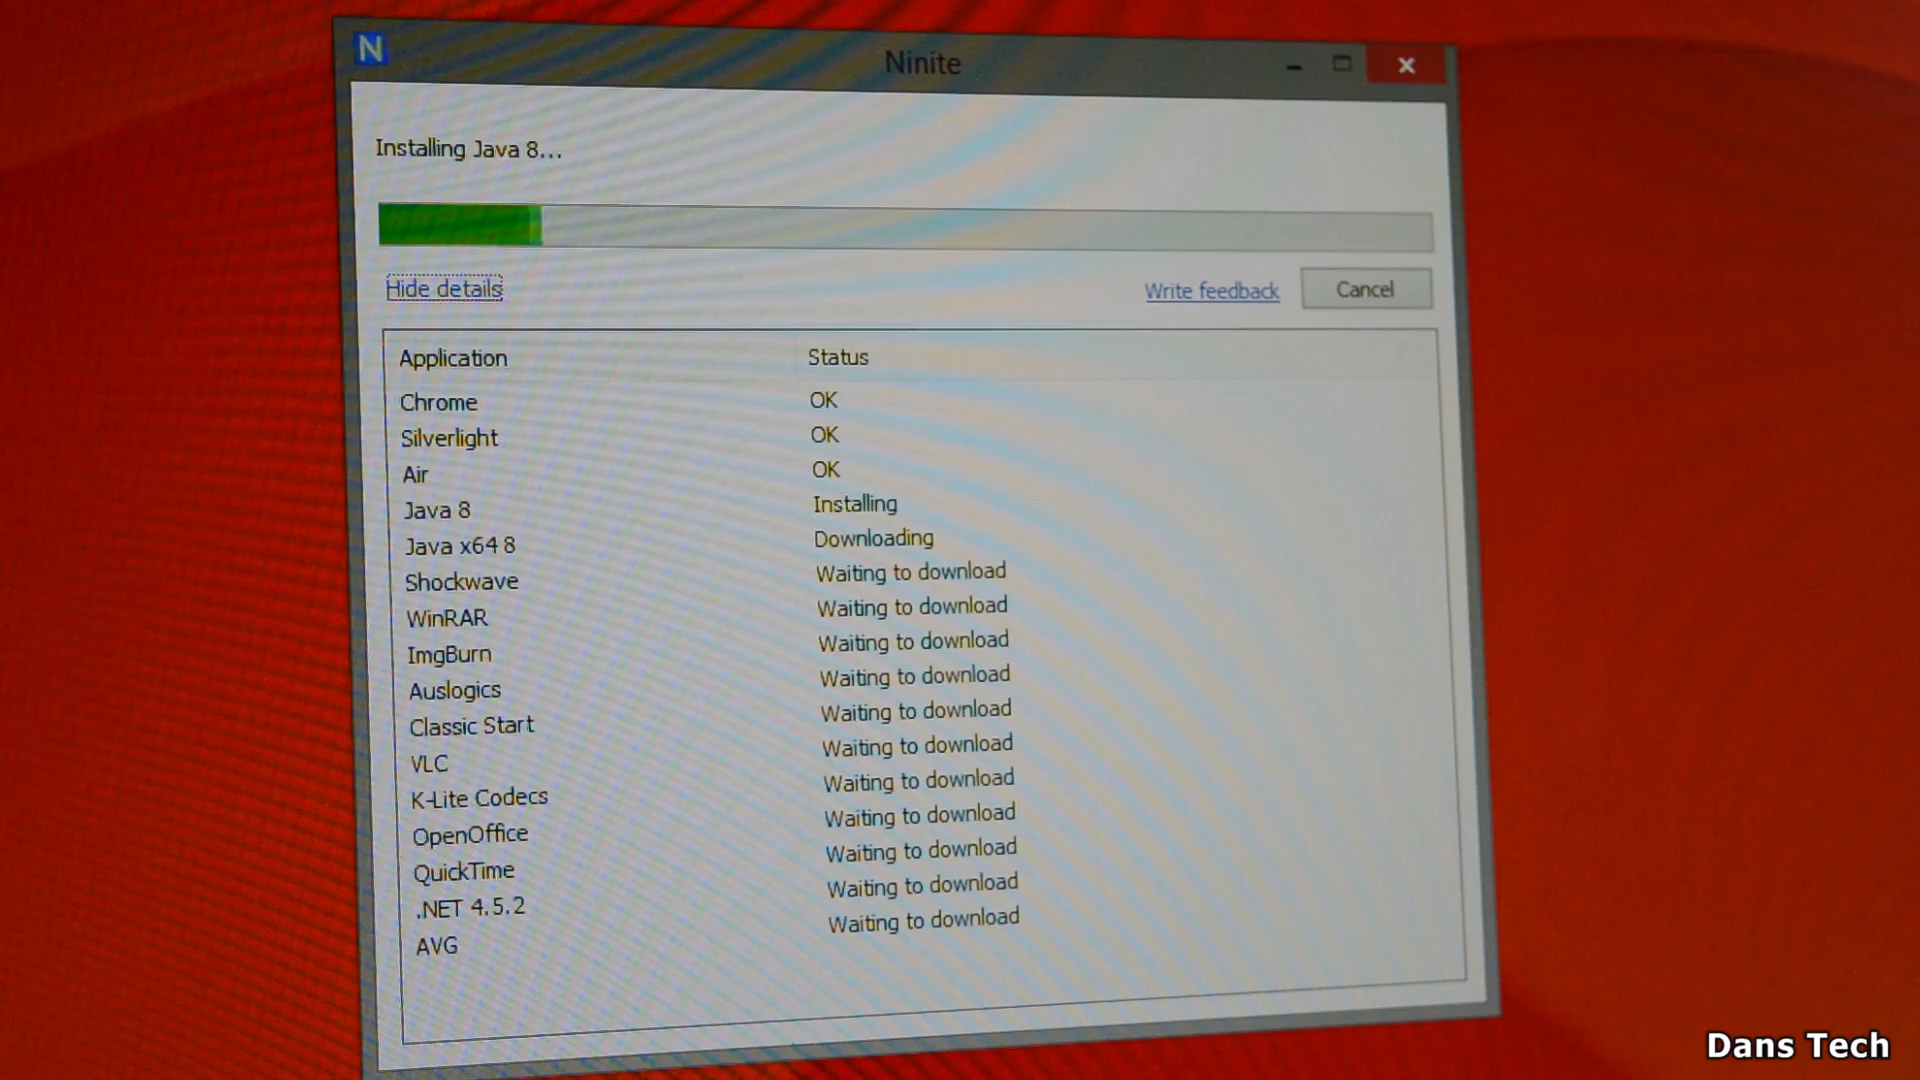 N
Ninite
Installing Java 8...
Hide details
Write feedback
Cancel
Application Status
Chrome OK
Silverlight OK
Air OK
Java 8 Installing
Java x64 8 Downloading
Shockwave Waiting to download
WinRAR Waiting to download
ImgBurn Waiting to download
Auslogics Waiting to download
Classic Start Waiting to download
VLC Waiting to download
K-Lite Codecs Waiting to download
OpenOffice Waiting to download
QuickTime Waiting to download
.NET 4.5.2 Waiting to download
AVG Waiting to download
Dans Tech